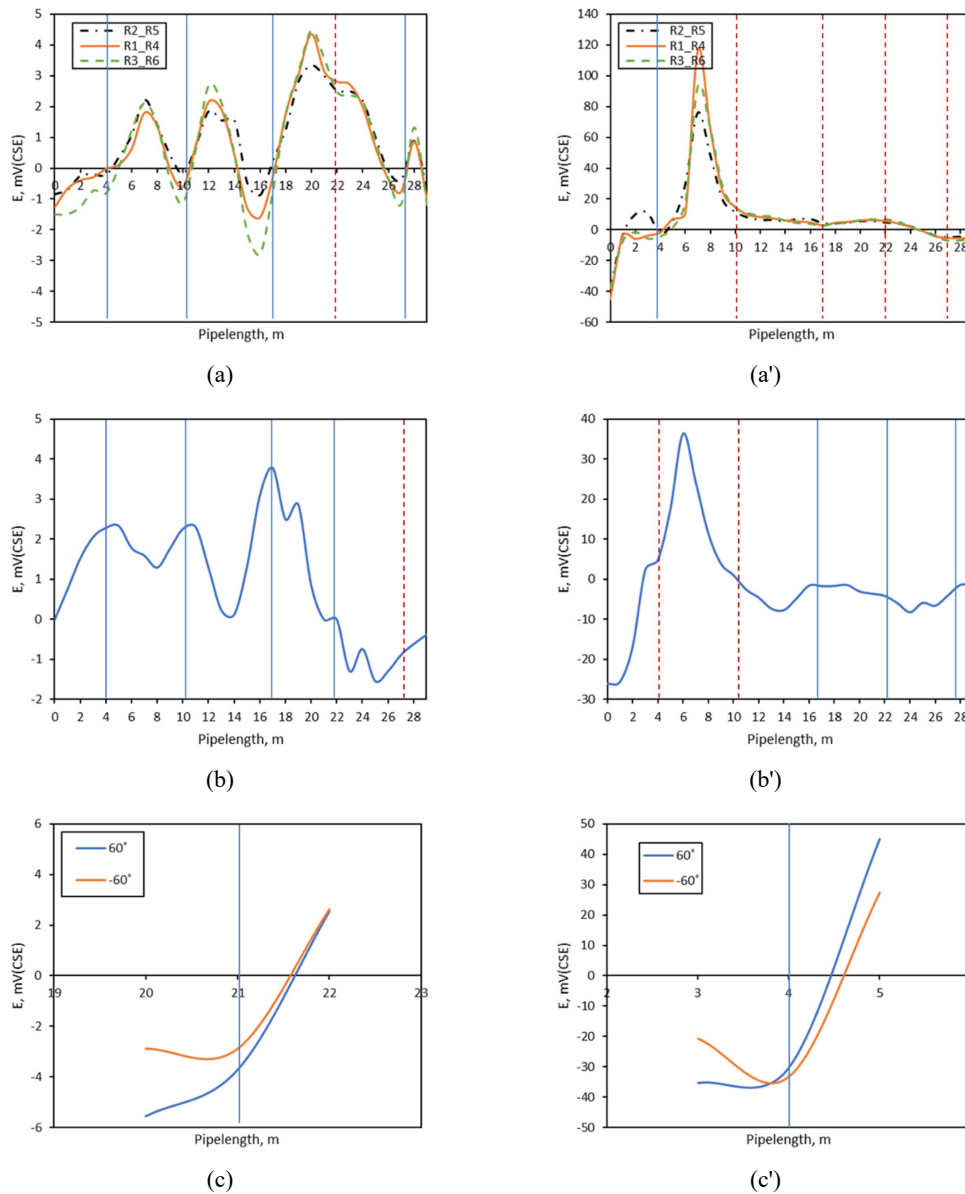 5
4
3
2
1
0
-1
-2
-3
-4
-5
R2_R5
R1_R4
R3_R6
0 2 4 6 8 10 12 14 16 18 20 22 24 26 28
E, mV(CSE)
Pipelength, m
(a)
140
120
100
80
60
40
20
0
-20
-40
-60
R2_R5
R1_R4
R3_R6
0 2 4 6 8 10 12 14 16 18 20 22 24 26 28
E, mV(CSE)
Pipelength, m
(a')
5
4
3
2
1
0
-1
-2
0 2 4 6 8 10 12 14 16 18 20 22 24 26 28
E, mV(CSE)
Pipelength, m
(b)
40
30
20
10
0
-10
-20
-30
0 2 4 6 8 10 12 14 16 18 20 22 24 26 28
E, mV(CSE)
Pipelength, m
(b')
6
4
2
0
-2
-4
-6
60˚
-60˚
19 20 21 22 23
E, mV(CSE)
Pipelength, m
(c)
50
40
30
20
10
0
-10
-20
-30
-40
-50
60˚
-60˚
2 3 4 5
E, mV(CSE)
Pipelength, m
(c')